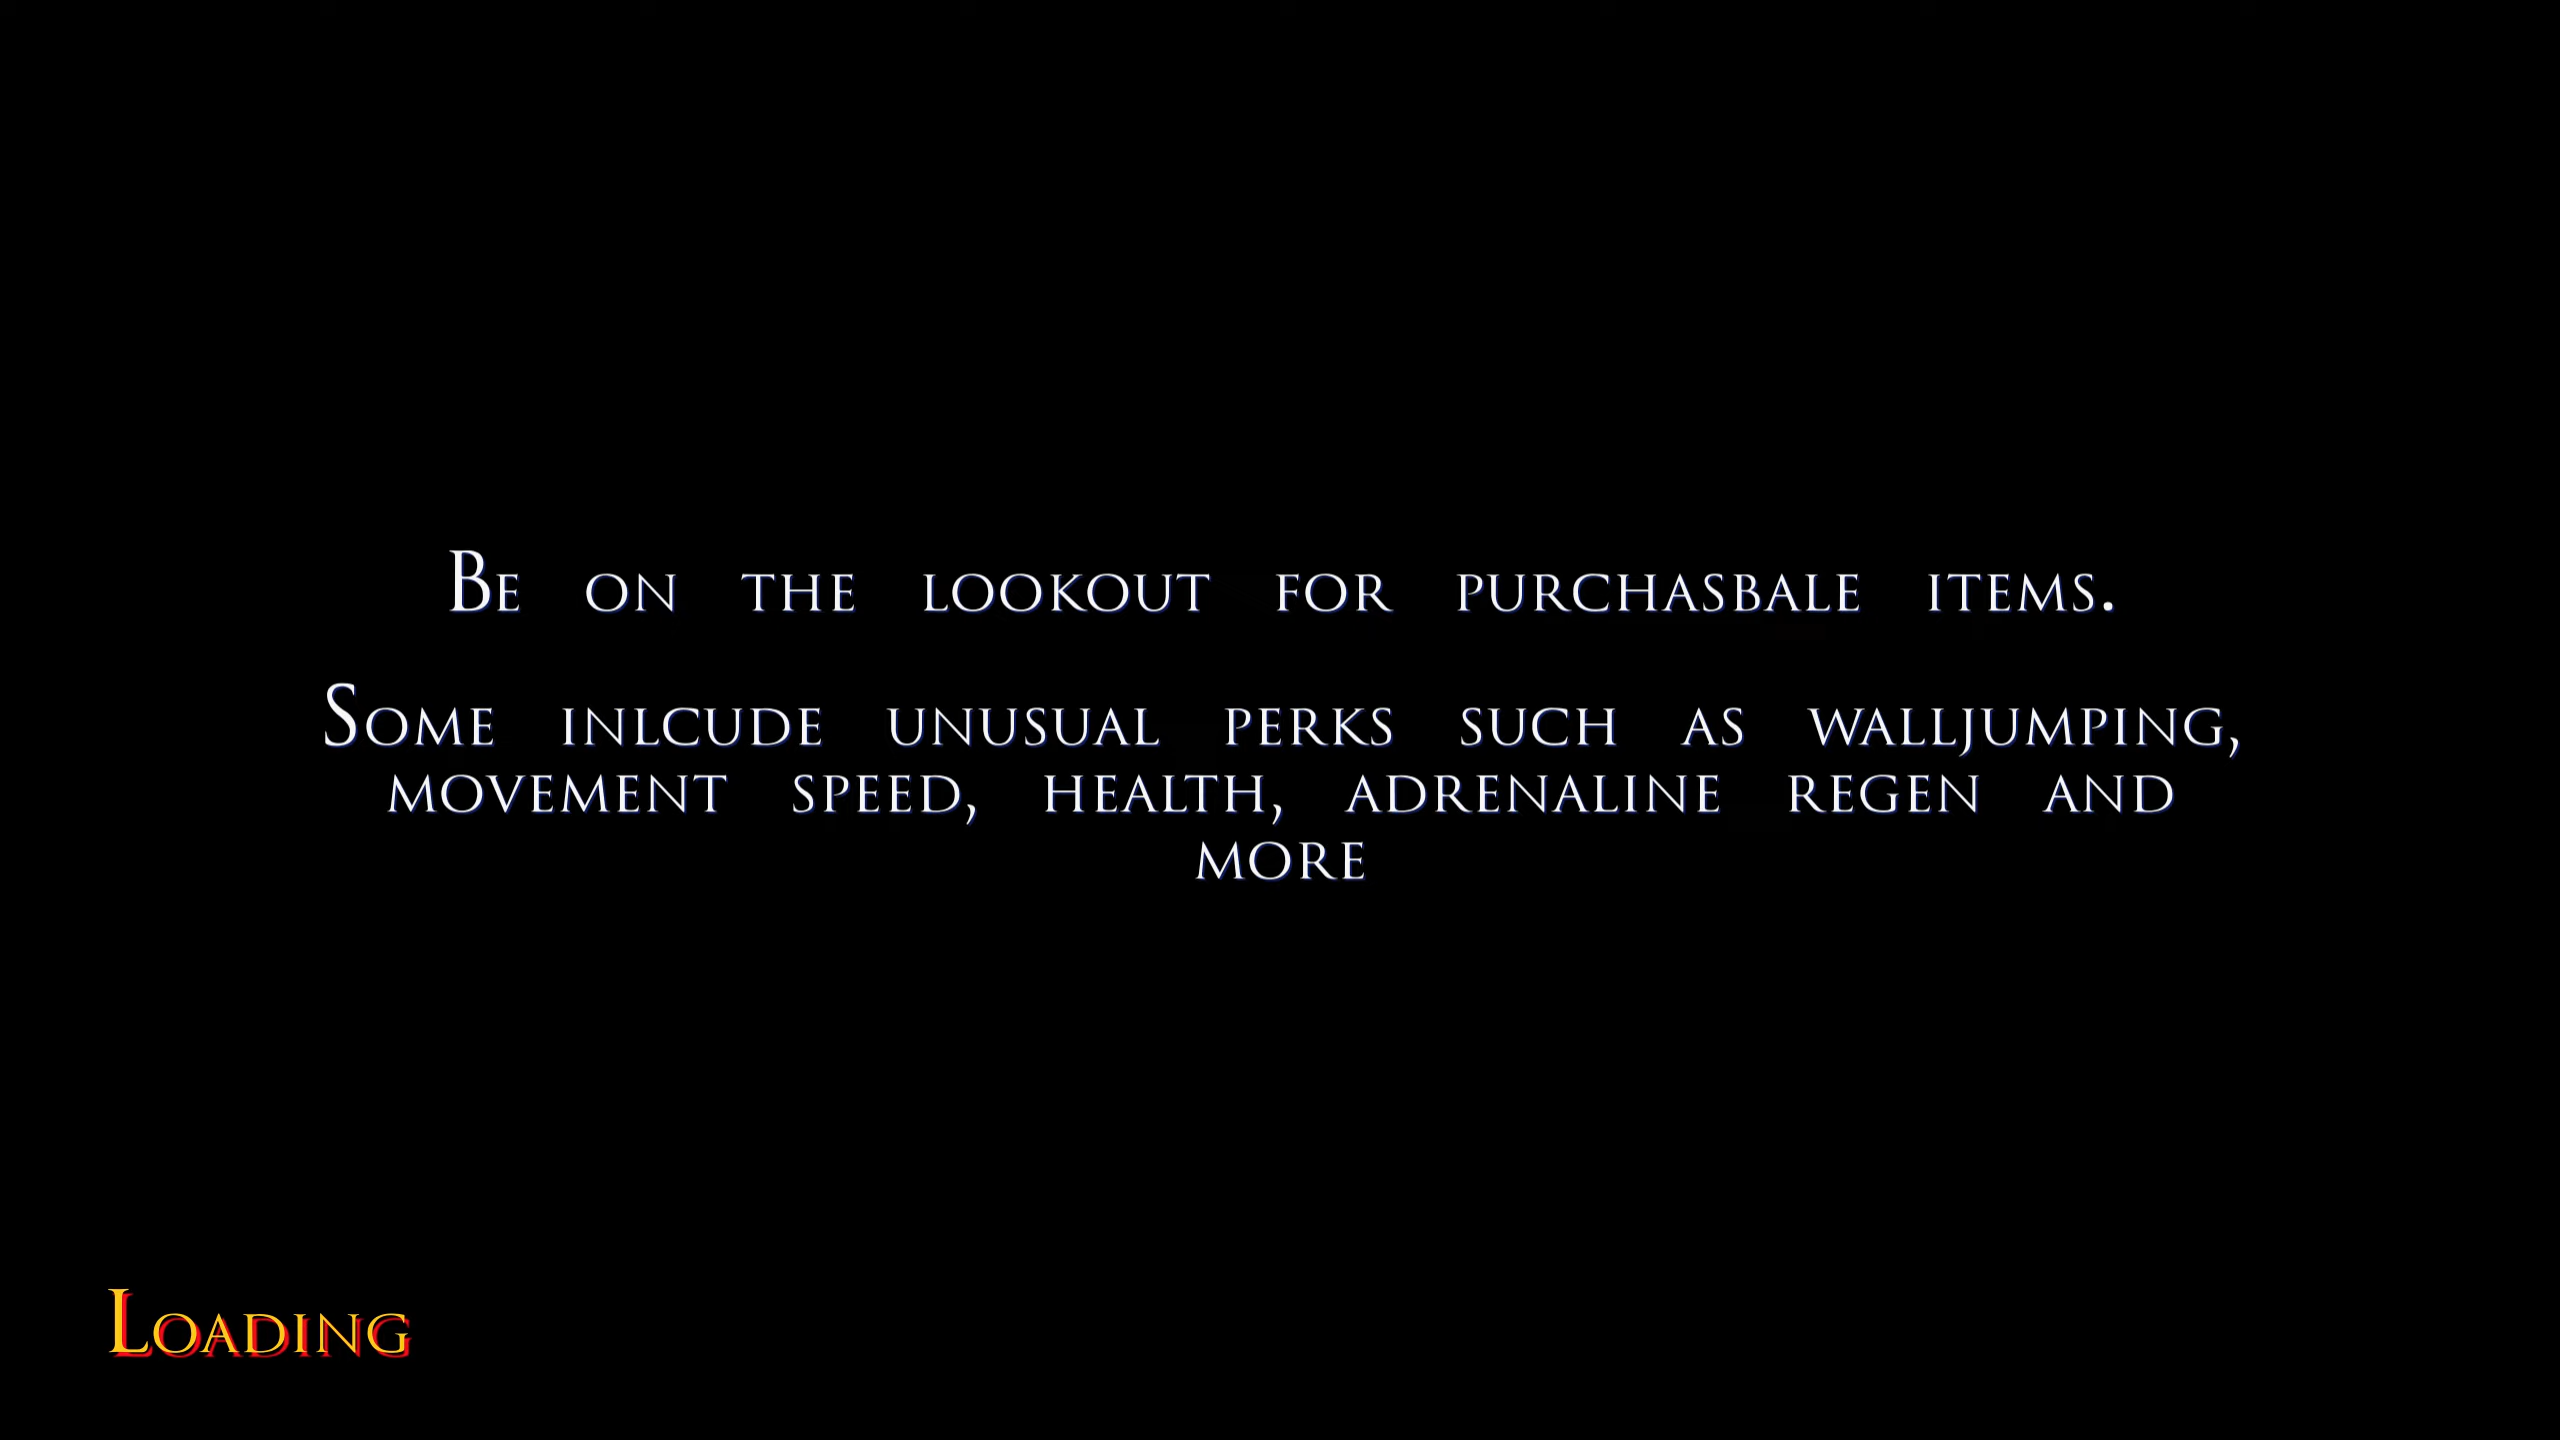 Be on the lookout for purchasbale items.
Some inlcude unusual perks such as walljumping,
movement speed, health, adrenaline regen and
more
Loading